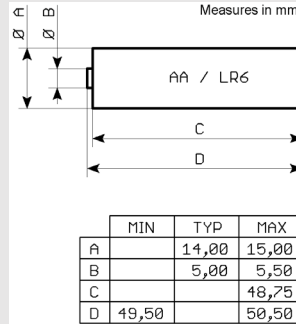 Measures in mm
Ø A
Ø B
AA / LR6
C
D
MIN TYP MAX
A 14,00 15,00
B 5,00 5,50
C 48,75
D 49,50 50,50